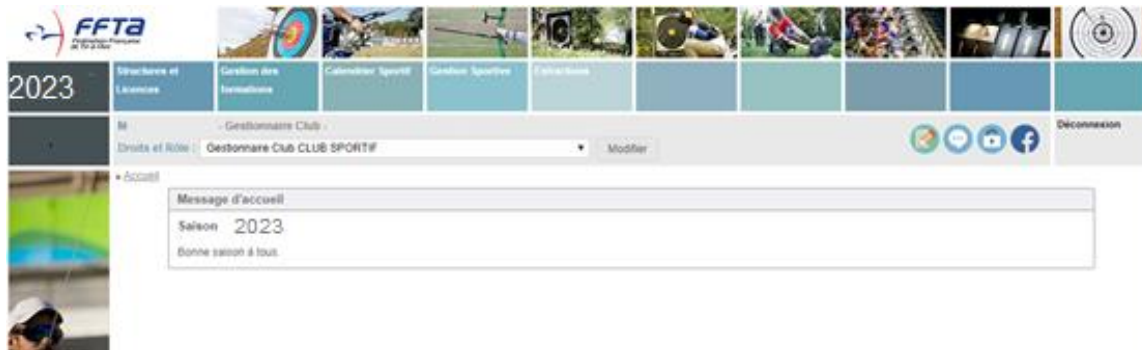 FFTa
Fédération Française
de Tir à l'Arc
2023
Structures et
Licences
Gestion des
formations
Calendrier Sportif
Gestion Sportive
Extractions
M - Gestionnaire Club -
Droits et Rôle : Gestionnaire Club CLUB SPORTIF Modifier
Déconnexion
Accueil
Message d'accueil
Saison 2023
Bonne saison à tous